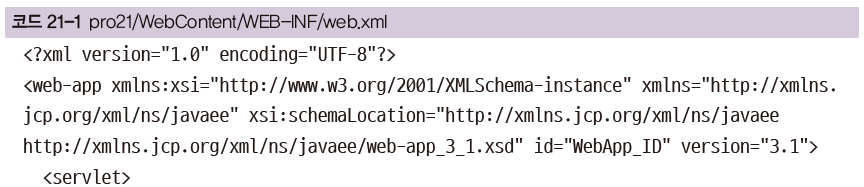 코드 21-1 pro21/WebContent/WEB-INF/web.xml
<?xml version="1.0" encoding="UTF-8"?>
<web-app xmlns:xsi="http://www.w3.org/2001/XMLSchema-instance" xmlns="http://xmlns.
jcp.org/xml/ns/javaee" xsi:schemaLocation="http://xmlns.jcp.org/xml/ns/javaee
http://xmlns.jcp.org/xml/ns/javaee/web-app_3_1.xsd" id="WebApp_ID" version="3.1">
<servlet>